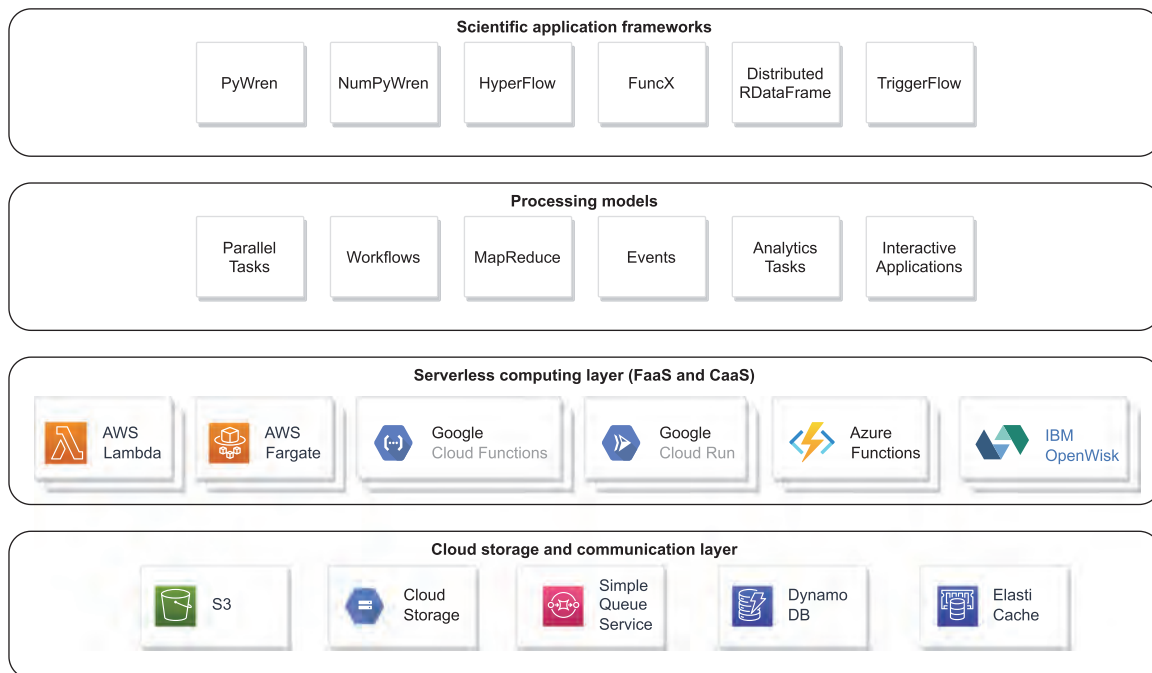 Scientific application frameworks
PyWren
NumPyWren
HyperFlow
FuncX
Distributed
RDataFrame
TriggerFlow
Processing models
Parallel
Tasks
Workflows
MapReduce
Events
Analytics
Tasks
Interactive
Applications
Serverless computing layer (FaaS and CaaS)
AWS
Lambda
AWS
Fargate
Google
Cloud Functions
Google
Cloud Run
Azure
Functions
IBM
OpenWisk
Cloud storage and communication layer
S3
Cloud
Storage
Simple
Queue
Service
Dynamo
DB
Elasti
Cache